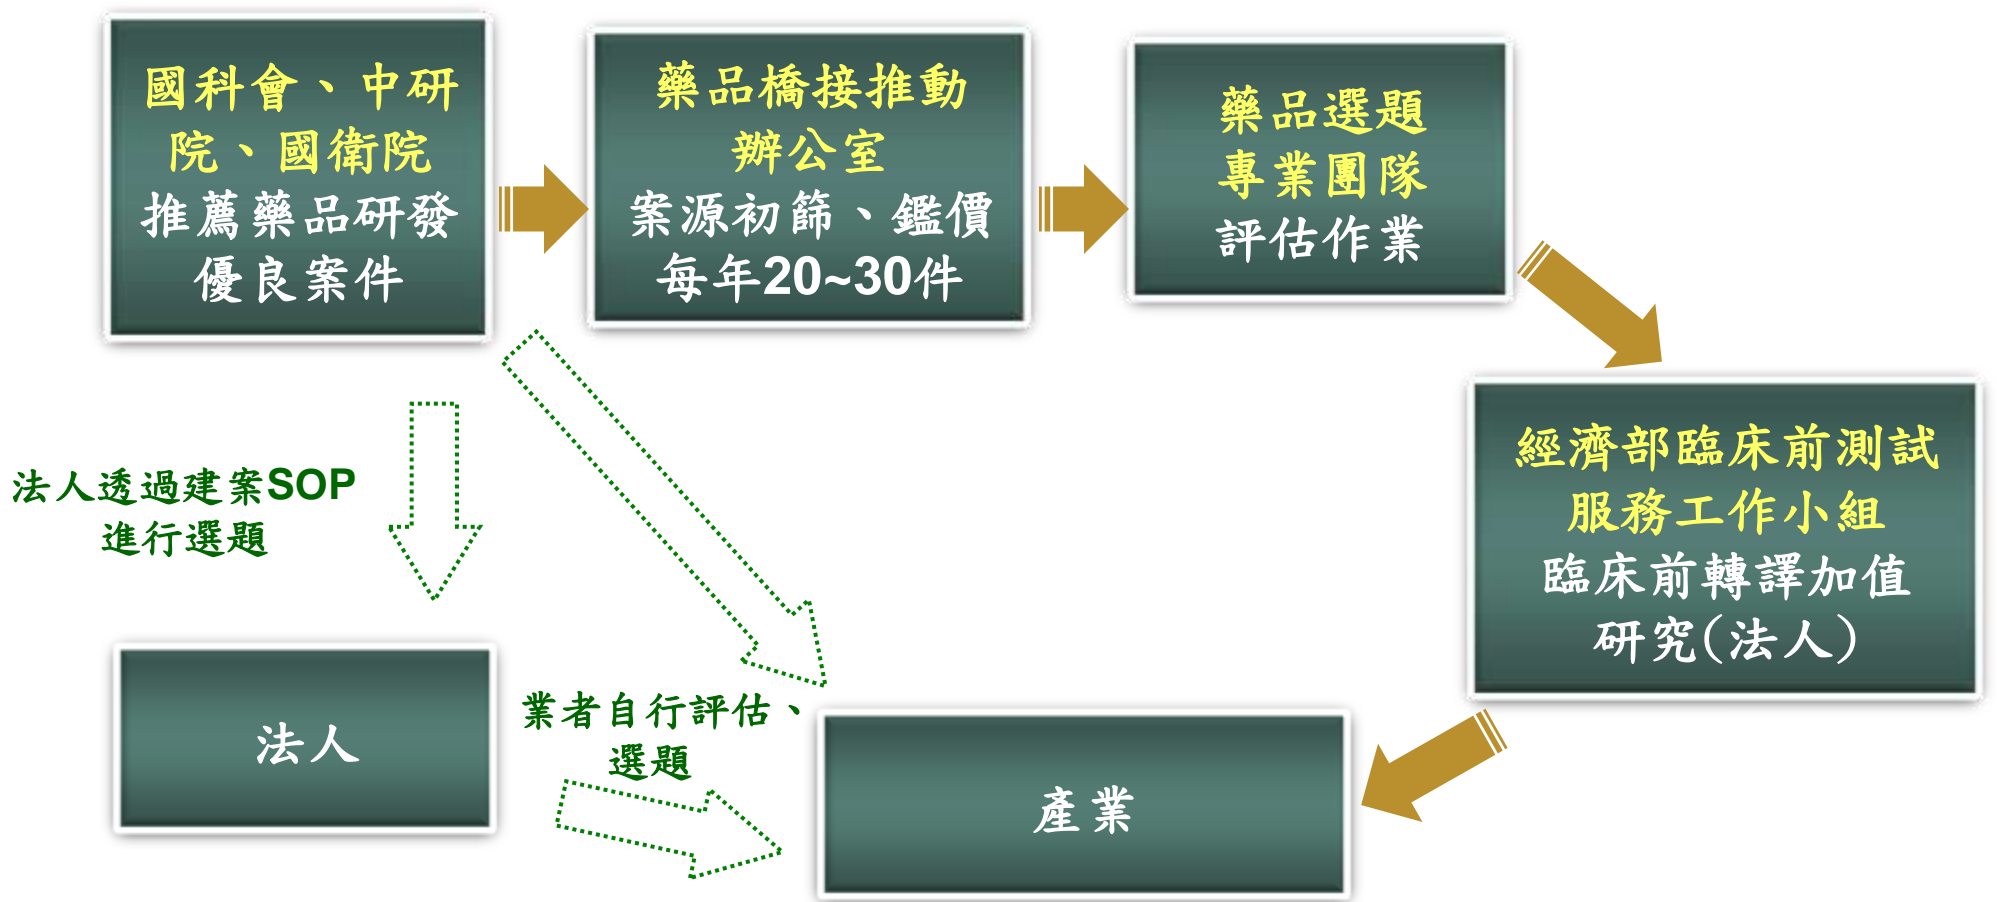 國科會、中研
院、國衛院
推薦藥品研發
優良案件
藥品橋接推動
辦公室
案源初篩、鑑價
每年20~30件
藥品選題
專業團隊
評估作業
經濟部臨床前測試
服務工作小組
臨床前轉譯加值
研究(法人)
法人透過建案SOP
進行選題
法人
業者自行評估、
選題
產業